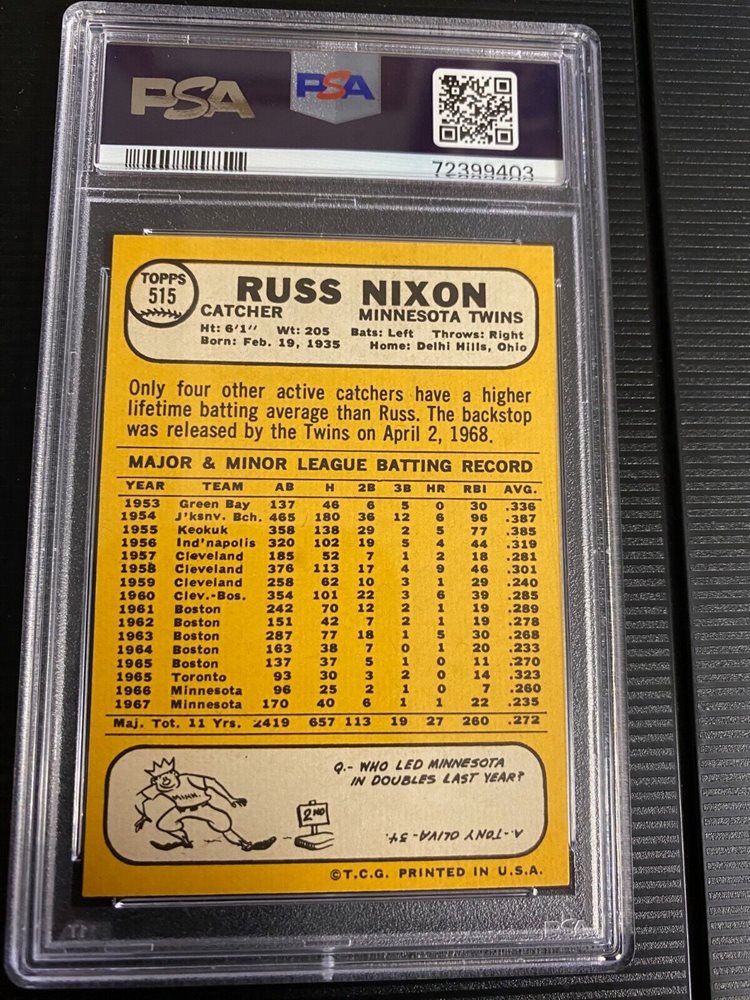 PSA PSA
72399403
TOPPS
515
RUSS NIXON
CATCHER MINNESOTA TWINS
Ht: 6'1" Wt: 205 Bats: Left Throws: Right
Born: Feb. 19, 1935 Home: Delhi Hills, Ohio
Only four other active catchers have a higher
lifetime batting average than Russ. The backstop
was released by the Twins on April 2, 1968.
MAJOR & MINOR LEAGUE BATTING RECORD
YEAR TEAM AB H 2B 3B HR RBI AVG.
1953 Green Bay 137 46 6 5 0 30 .336
1954 J'ksnv. Bch. 465 180 36 12 6 96 .387
1955 Keokuk 358 138 29 2 5 77 .385
1956 Ind'napolis 320 102 19 5 4 44 .319
1957 Cleveland 185 52 7 1 2 18 .281
1958 Cleveland 376 113 17 4 9 46 .301
1959 Cleveland 258 62 10 3 1 29 .240
1960 Clev.-Bos. 354 101 22 3 6 39 .285
1961 Boston 242 70 12 2 1 19 .289
1962 Boston 151 42 7 2 1 19 .278
1963 Boston 287 77 18 1 5 30 .268
1964 Boston 163 38 7 0 1 20 .233
1965 Boston 137 37 5 1 0 11 .270
1965 Toronto 93 30 3 2 0 14 .323
1966 Minnesota 96 25 2 1 0 7 .260
1967 Minnesota 170 40 6 1 1 22 .235
Maj. Tot. 11 Yrs. 2419 657 113 19 27 260 .272
Q.- WHO LED MINNESOTA
IN DOUBLES LAST YEAR?
MINN.
2ND
A.- TONY OLIVA - 34.
©T.C.G. PRINTED IN U.S.A.
PSA